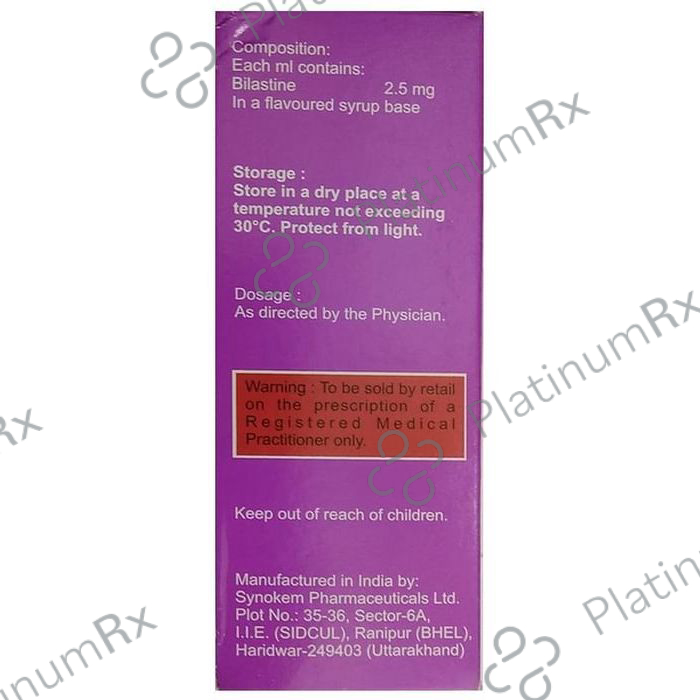 Composition:
Each ml contains:
Bilastine 2.5 mg
In a flavoured syrup base
Storage :
Store in a dry place at a
temperature not exceeding
30°C. Protect from light.
Dosage :
As directed by the Physician.
Warning : To be sold by retail
on the prescription of a
Registered Medical
Practitioner only.
Keep out of reach of children.
Manufactured in India by:
Synokem Pharmaceuticals Ltd.
Plot No.: 35-36, Sector-6A,
I.I.E. (SIDCUL), Ranipur (BHEL),
Haridwar-249403 (Uttarakhand)
PlatinumRx
PlatinumRx
PlatinumRx